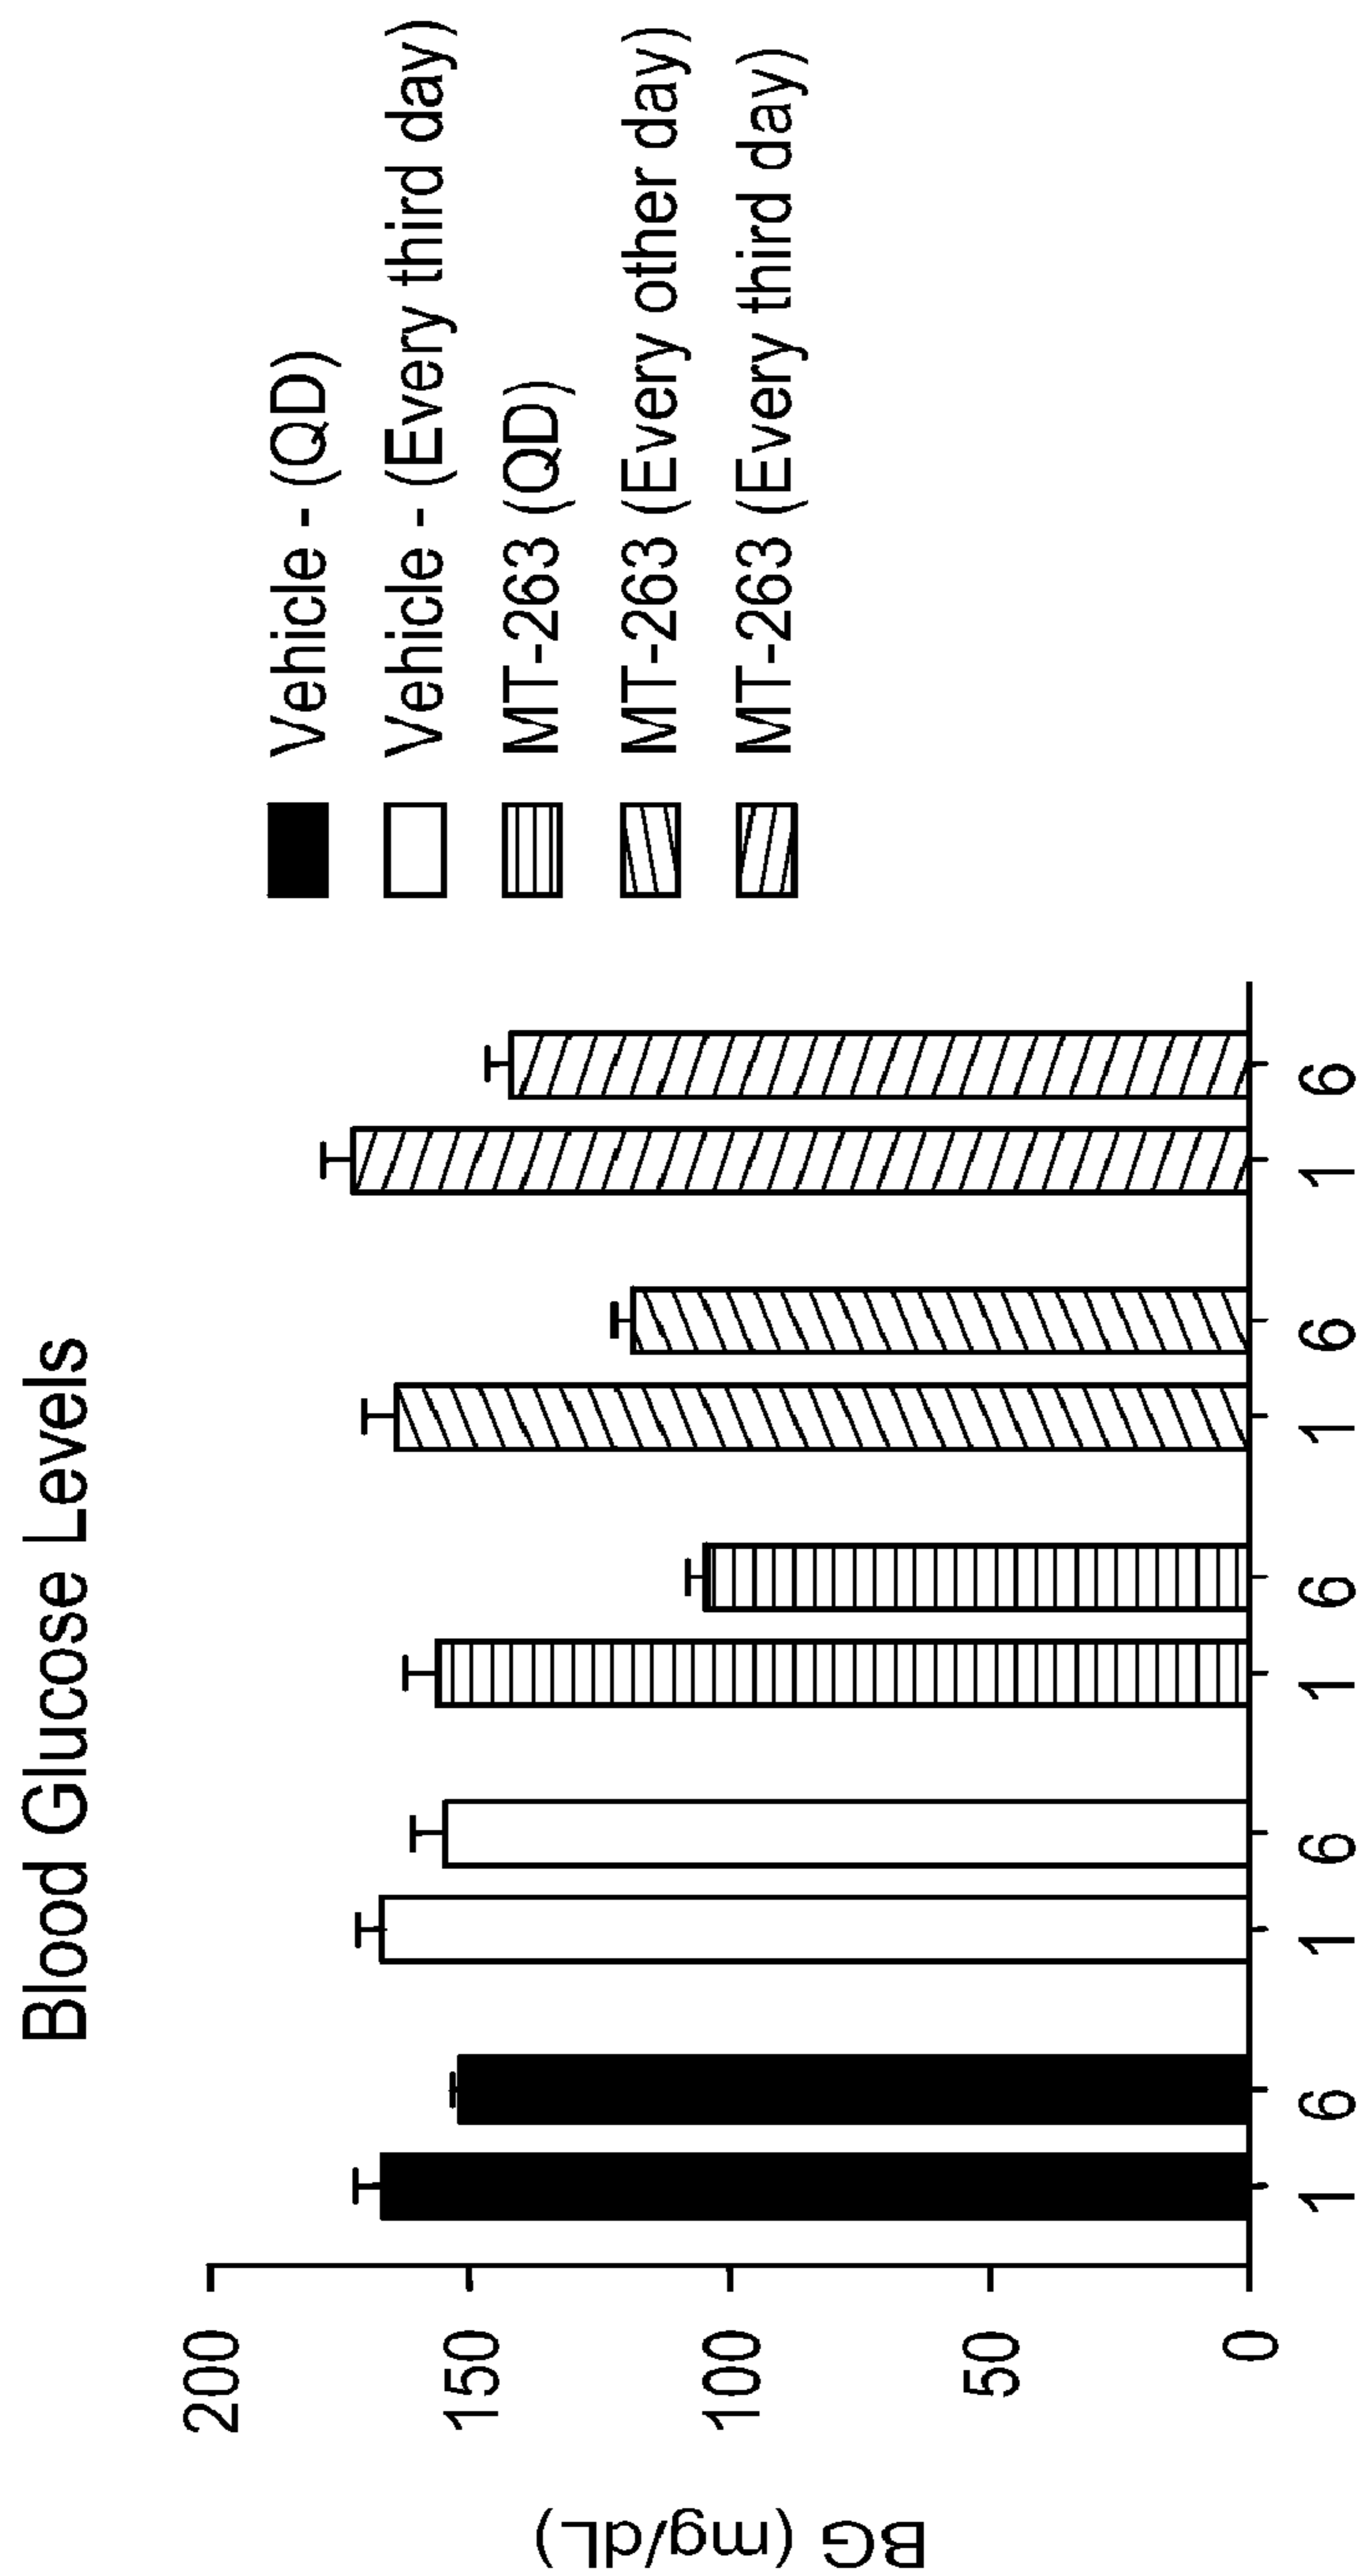 Blood Glucose Levels
BG (mg/dL)
200
150
100
50
0
1 6 1 6 1 6 1 6 1 6
Vehicle - (QD)
Vehicle - (Every third day)
MT-263 (QD)
MT-263 (Every other day)
MT-263 (Every third day)